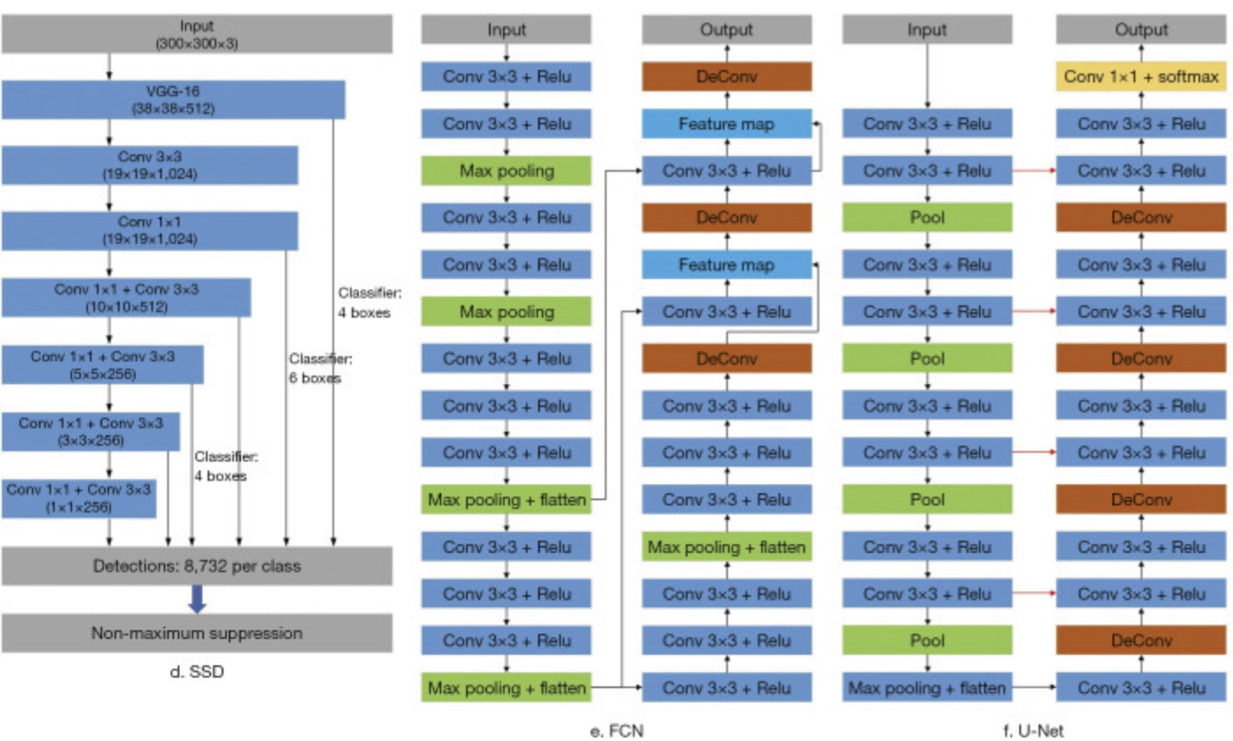 Input
(300×300×3)
VGG-16
(38×38×512)
Conv 3×3
(19×19×1,024)
Conv 1×1
(19×19×1,024)
Conv 1×1 + Conv 3×3
(10×10×512)
Classifier:
4 boxes
Conv 1×1 + Conv 3×3
(5×5×256)
Classifier:
6 boxes
Conv 1×1 + Conv 3×3
(3×3×256)
Classifier:
4 boxes
Conv 1×1 + Conv 3×3
(1×1×256)
Detections: 8,732 per class
Non-maximum suppression
d. SSD
Input
Conv 3×3 + Relu
Conv 3×3 + Relu
Max pooling
Conv 3×3 + Relu
Conv 3×3 + Relu
Max pooling
Conv 3×3 + Relu
Conv 3×3 + Relu
Conv 3×3 + Relu
Max pooling + flatten
Conv 3×3 + Relu
Conv 3×3 + Relu
Conv 3×3 + Relu
Max pooling + flatten
Output
DeConv
Feature map
Conv 3×3 + Relu
DeConv
Feature map
Conv 3×3 + Relu
DeConv
Conv 3×3 + Relu
Conv 3×3 + Relu
Conv 3×3 + Relu
Max pooling + flatten
Conv 3×3 + Relu
Conv 3×3 + Relu
Conv 3×3 + Relu
e. FCN
Input
Conv 3×3 + Relu
Conv 3×3 + Relu
Pool
Conv 3×3 + Relu
Conv 3×3 + Relu
Pool
Conv 3×3 + Relu
Conv 3×3 + Relu
Pool
Conv 3×3 + Relu
Conv 3×3 + Relu
Pool
Max pooling + flatten
Output
Conv 1×1 + softmax
Conv 3×3 + Relu
Conv 3×3 + Relu
DeConv
Conv 3×3 + Relu
Conv 3×3 + Relu
DeConv
Conv 3×3 + Relu
Conv 3×3 + Relu
DeConv
Conv 3×3 + Relu
Conv 3×3 + Relu
DeConv
Conv 3×3 + Relu
f. U-Net